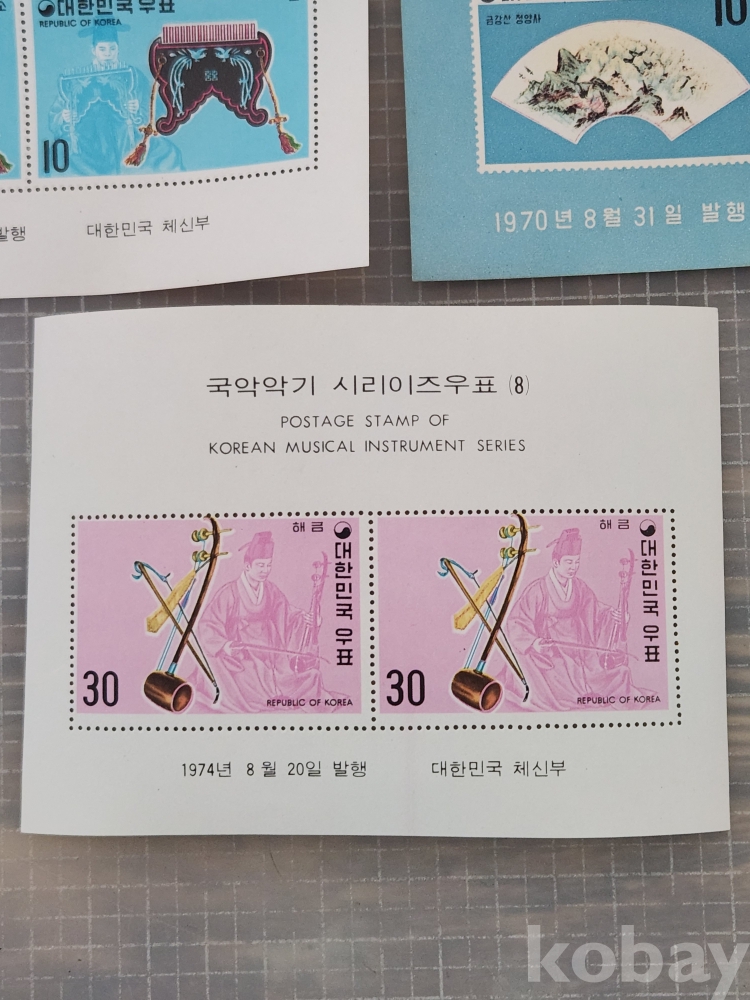 대한민국우표
REPUBLIC OF KOREA
10
발행 대한민국 체신부
10
금강산 정양사
1970년 8월 31일 발행
국악악기 시리이즈우표 (8)
POSTAGE STAMP OF
KOREAN MUSICAL INSTRUMENT SERIES
해금
대한민국 우표
30
REPUBLIC OF KOREA
해금
대한민국 우표
30
REPUBLIC OF KOREA
1974년 8월 20일 발행 대한민국 체신부
kobay